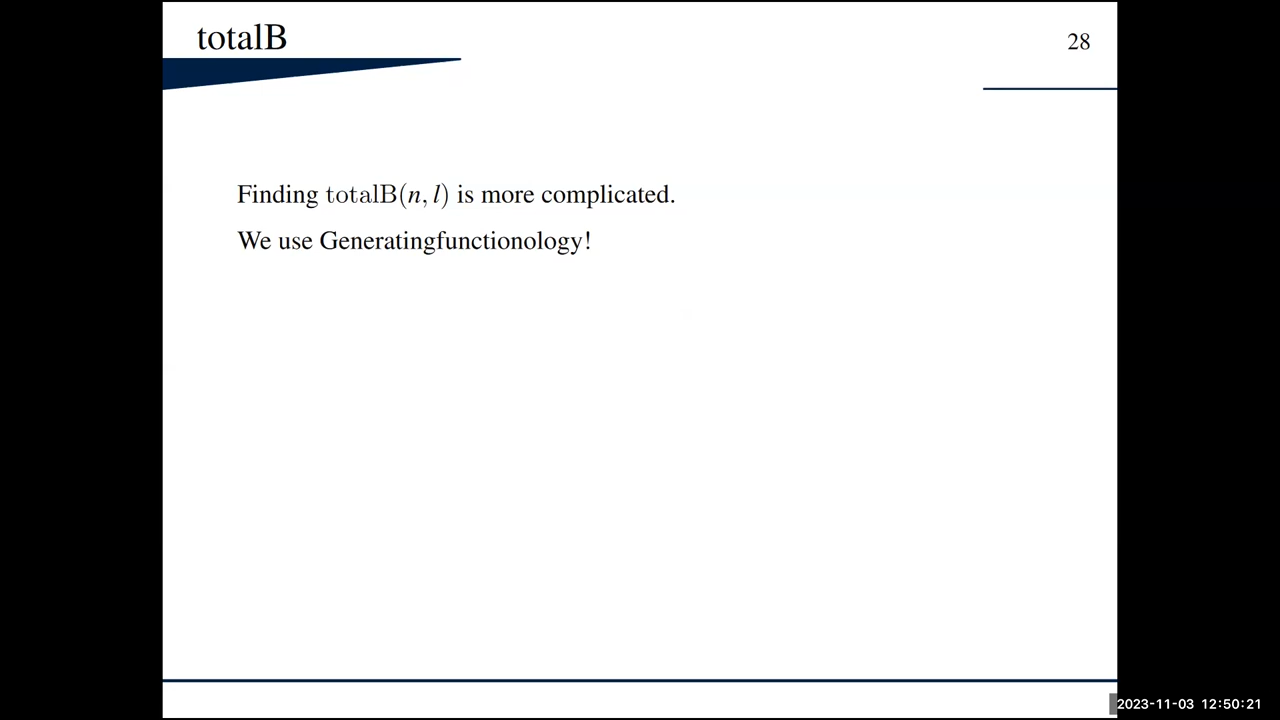 totalB
28
Finding totalB(n, l) is more complicated.
We use Generatingfunctionology!
2023-11-03 12:50:21